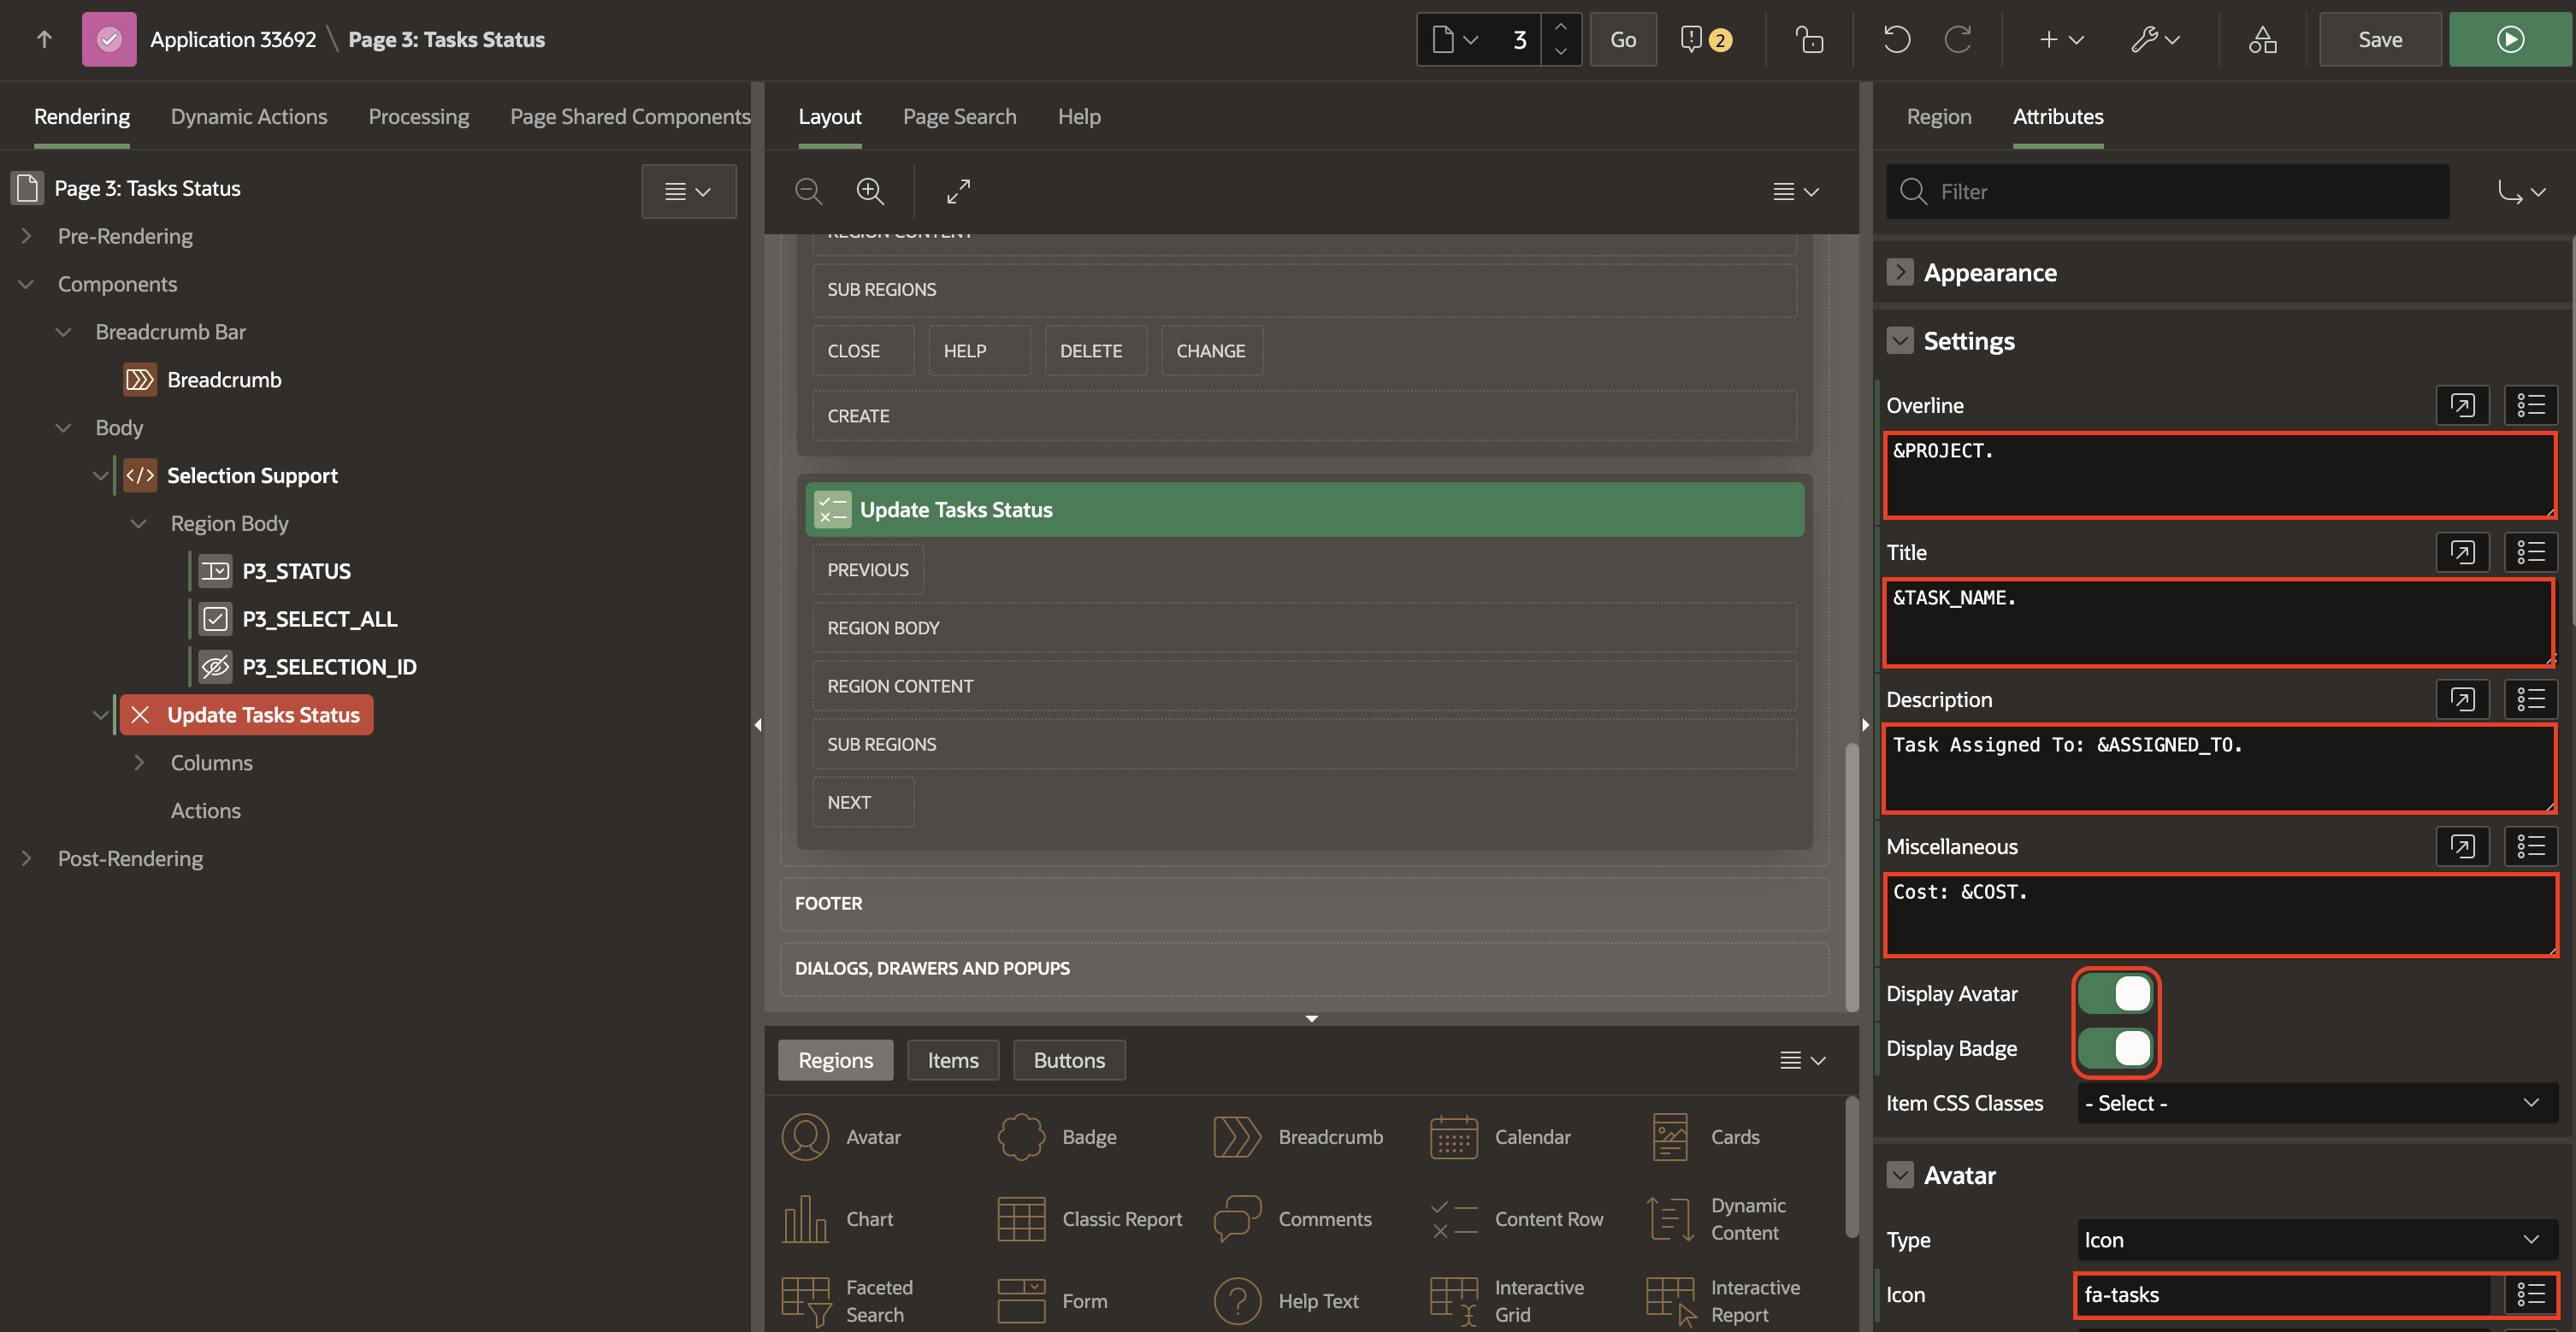 Application 33692 \ Page 3: Tasks Status
3
Go
2
Save
Rendering
Dynamic Actions
Processing
Page Shared Components
Page 3: Tasks Status
Pre-Rendering
Components
Breadcrumb Bar
Breadcrumb
Body
Selection Support
Region Body
P3_STATUS
P3_SELECT_ALL
P3_SELECTION_ID
Update Tasks Status
Columns
Actions
Post-Rendering
Layout
Page Search
Help
REGION CONTENT
SUB REGIONS
CLOSE
HELP
DELETE
CHANGE
CREATE
Update Tasks Status
PREVIOUS
REGION BODY
REGION CONTENT
SUB REGIONS
NEXT
FOOTER
DIALOGS, DRAWERS AND POPUPS
Regions
Items
Buttons
Avatar
Badge
Breadcrumb
Calendar
Cards
Chart
Classic Report
Comments
Content Row
Dynamic
Content
Faceted
Search
Form
Help Text
Interactive
Grid
Interactive
Report
Region
Attributes
Filter
Appearance
Settings
Overline
&PROJECT.
Title
&TASK_NAME.
Description
Task Assigned To: &ASSIGNED_TO.
Miscellaneous
Cost: &COST.
Display Avatar
Display Badge
Item CSS Classes
- Select -
Avatar
Type
Icon
Icon
fa-tasks